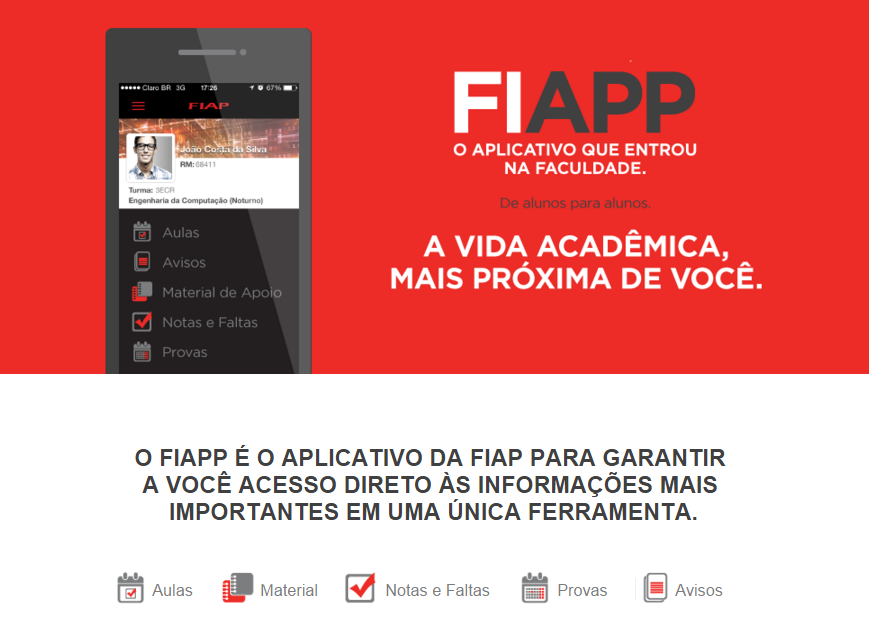 Claro BR 3G 17:26 67%
FIAP
João Costa da Silva
RM: 68411
Turma: 3ECR
Engenharia da Computação (Noturno)
Aulas
Avisos
Material de Apoio
Notas e Faltas
Provas
FIAPP
O APLICATIVO QUE ENTROU
NA FACULDADE.
De alunos para alunos.
A VIDA ACADÊMICA,
MAIS PRÓXIMA DE VOCÊ.
O FIAPP É O APLICATIVO DA FIAP PARA GARANTIR
A VOCÊ ACESSO DIRETO ÀS INFORMAÇÕES MAIS
IMPORTANTES EM UMA ÚNICA FERRAMENTA.
Aulas Material Notas e Faltas Provas Avisos